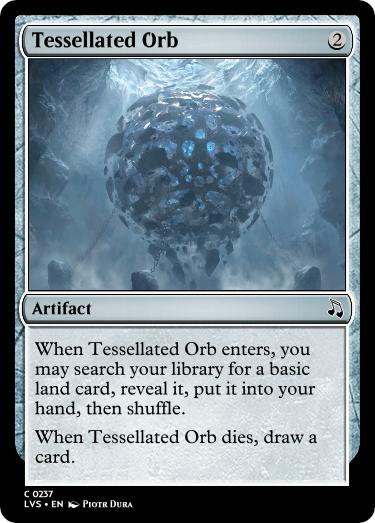 Tessellated Orb 2
Artifact
When Tessellated Orb enters, you
may search your library for a basic
land card, reveal it, put it into your
hand, then shuffle.
When Tessellated Orb dies, draw a
card.
C 0237
LVS • EN Piotr Dura